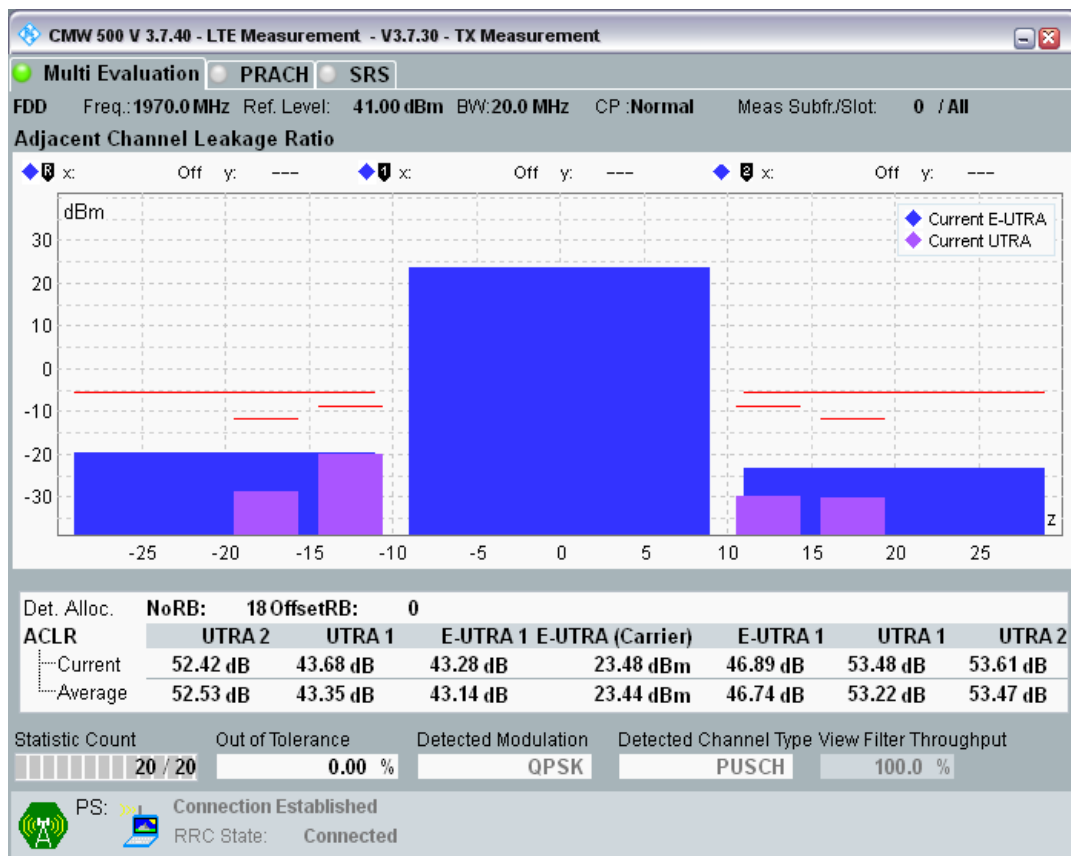 CMW 500 V 3.7.40 - LTE Measurement - V3.7.30 - TX Measurement
Multi Evaluation PRACH SRS
FDD Freq.:1970.0 MHz Ref. Level: 41.00 dBm BW:20.0 MHz CP :Normal Meas Subfr./Slot: 0 / All
Adjacent Channel Leakage Ratio
R x: Off y: --- 1 x: Off y: --- 2 x: Off y: ---
dBm
Current E-UTRA
Current UTRA
30
20
10
0
-10
-20
-30
z
-25 -20 -15 -10 -5 0 5 10 15 20 25
Det. Alloc. NoRB: 18 OffsetRB: 0
ACLR UTRA 2 UTRA 1 E-UTRA 1 E-UTRA (Carrier) E-UTRA 1 UTRA 1 UTRA 2
Current 52.42 dB 43.68 dB 43.28 dB 23.48 dBm 46.89 dB 53.48 dB 53.61 dB
Average 52.53 dB 43.35 dB 43.14 dB 23.44 dBm 46.74 dB 53.22 dB 53.47 dB
Statistic Count Out of Tolerance Detected Modulation Detected Channel Type View Filter Throughput
20 / 20 0.00 % QPSK PUSCH 100.0 %
PS: Connection Established
RRC State: Connected